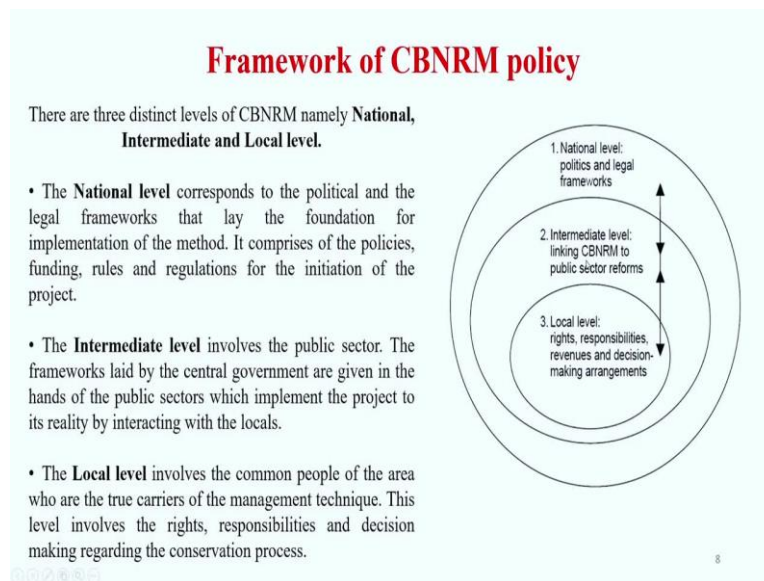 Framework of CBNRM policy
There are three distinct levels of CBNRM namely National,
Intermediate and Local level.
• The National level corresponds to the political and the
legal frameworks that lay the foundation for
implementation of the method. It comprises of the policies,
funding, rules and regulations for the initiation of the
project.
• The Intermediate level involves the public sector. The
frameworks laid by the central government are given in the
hands of the public sectors which implement the project to
its reality by interacting with the locals.
• The Local level involves the common people of the area
who are the true carriers of the management technique. This
level involves the rights, responsibilities and decision
making regarding the conservation process.
1. National level:
politics and legal
frameworks
2. Intermediate level:
linking CBNRM to
public sector reforms
3. Local level:
rights, responsibilities,
revenues and decision-
making arrangements
8